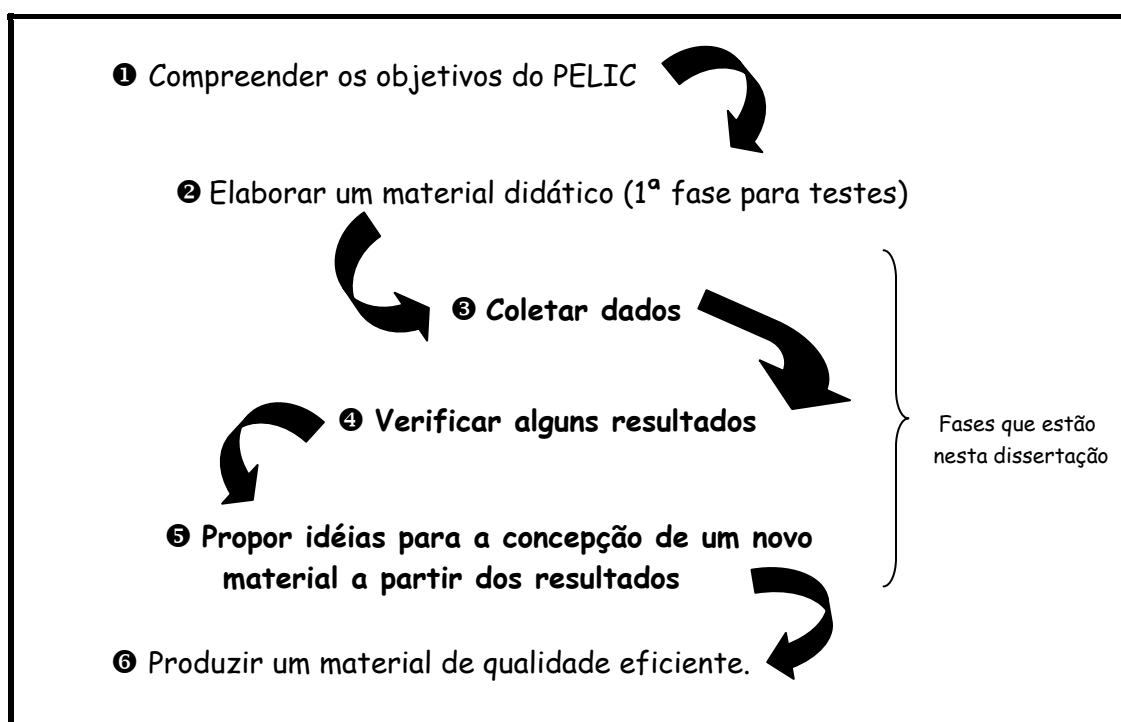 ❶ Compreender os objetivos do PELIC
❷ Elaborar um material didático (1ª fase para testes)
❸ Coletar dados
❹ Verificar alguns resultados
Fases que estão
nesta dissertação
❺ Propor idéias para a concepção de um novo
material a partir dos resultados
❻ Produzir um material de qualidade eficiente.